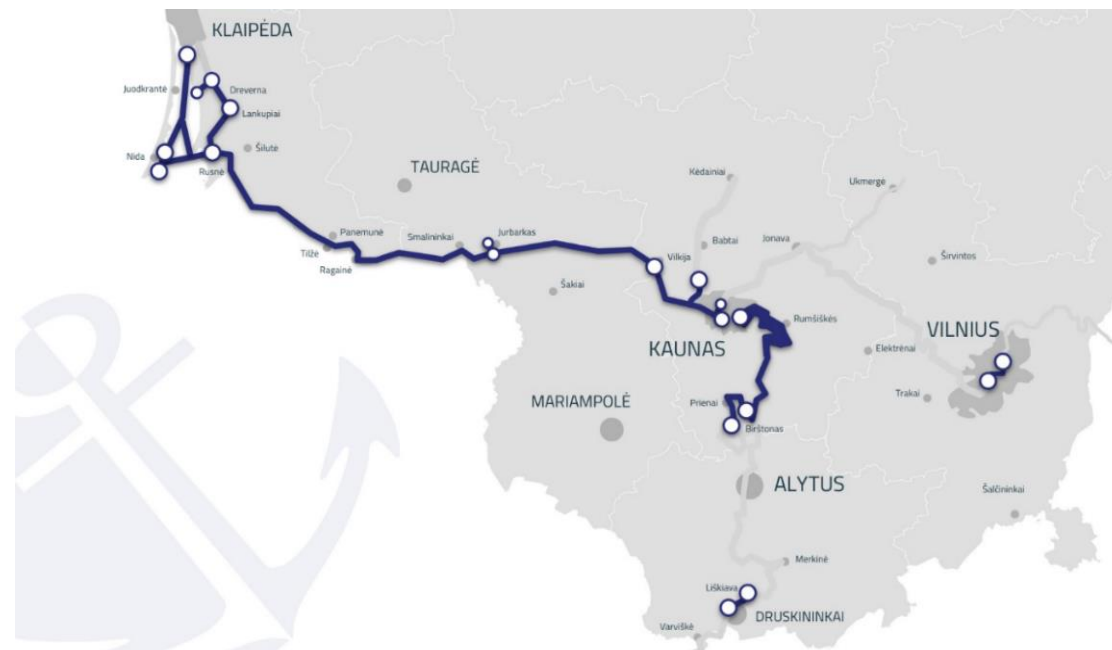 KLAIPĖDA
Juodkrantė
Dreverna
Lankupiai
Šilutė
Nida
Rusnė
TAURAGĖ
Kėdainiai
Ukmergė
Panemunė
Tilžė
Ragainė
Smalininkai
Jurbarkas
Babtai
Jonava
Širvintos
Vilkija
Šakiai
Rumšiškės
VILNIUS
KAUNAS
Elektrėnai
Trakai
MARIAMPOLĖ
Prienai
Birštonas
ALYTUS
Šalčininkai
Merkinė
Liškiava
DRUSKININKAI
Varviškė